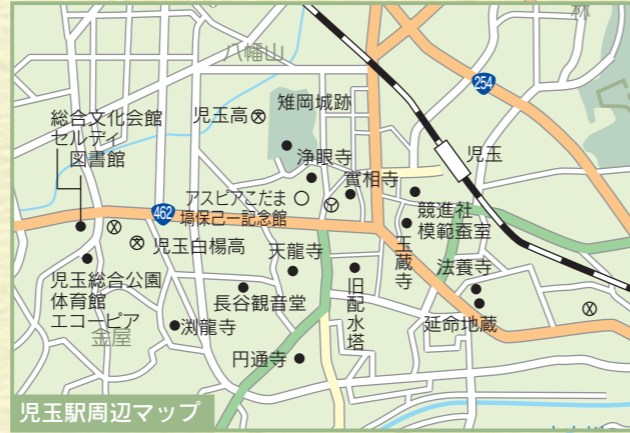 八幡山
林
254
総合文化会館
セルディ
図書館
児玉高
雉岡城跡
浄眼寺
児玉
アスピアこだま
塙保己一記念館
實相寺
競進社
模範蚕室
462
児玉白楊高
天龍寺
玉蔵寺
法養寺
児玉総合公園
体育館
エコーピア
長谷観音堂
旧配水塔
延命地蔵
金屋
渕龍寺
円通寺
児玉駅周辺マップ